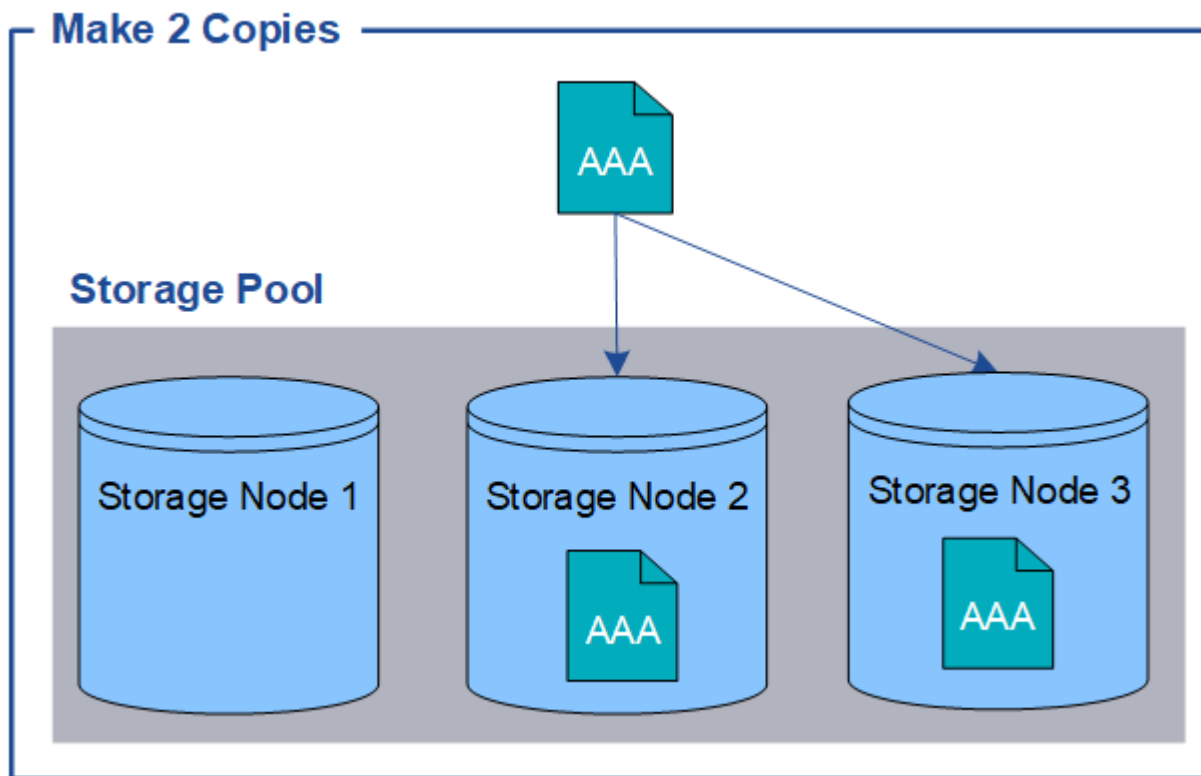 Make 2 Copies
AAA
Storage Pool
Storage Node 1
Storage Node 2
Storage Node 3
AAA
AAA